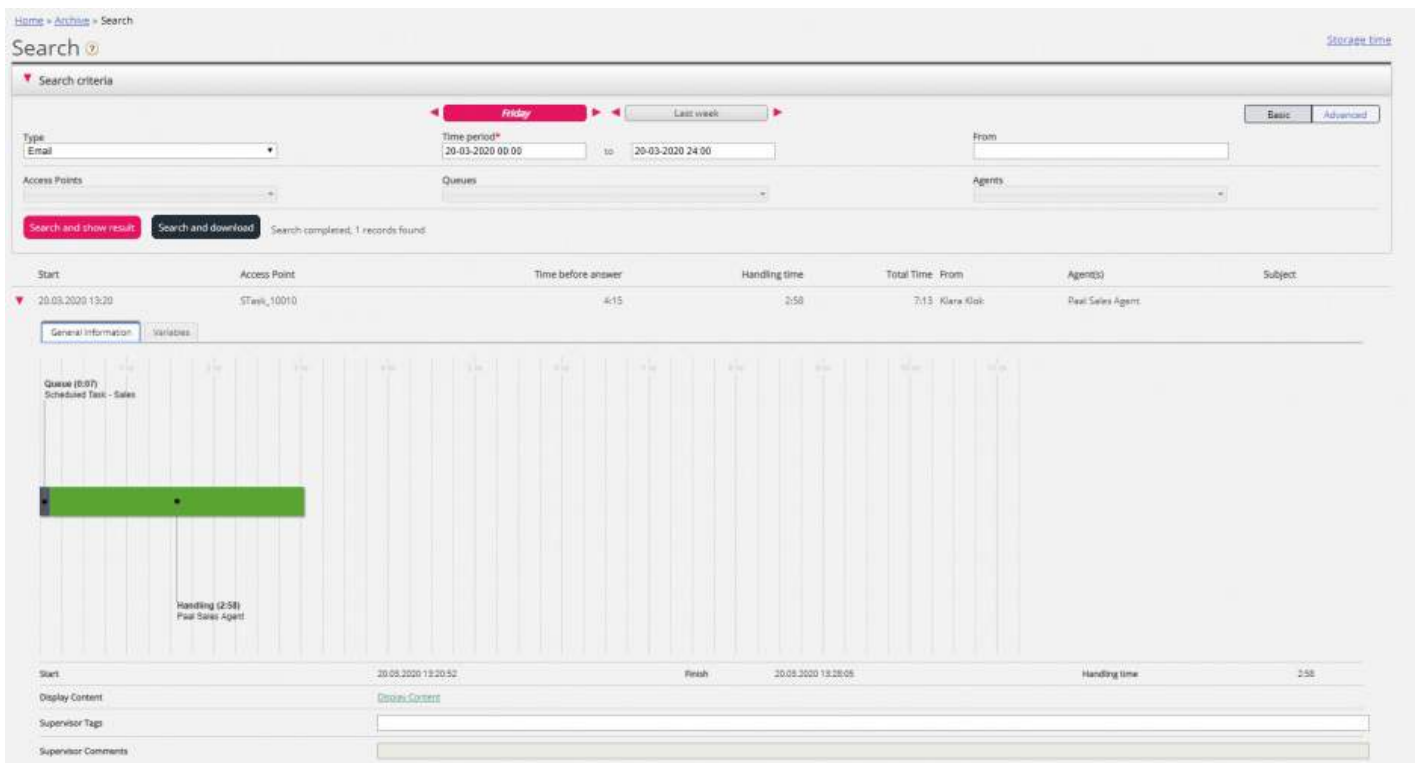 Home » Archive » Search
Search ?
Storage time
Search criteria
Friday
Last week
Basic
Advanced
Type
Time period*
From
Email
20-03-2020 00:00
to
20-03-2020 24:00
Access Points
Queues
Agents
Search and show result
Search and download
Search completed, 1 records found
Start Access Point Time before answer Handling time Total Time From Agent(s) Subject
20.03.2020 13:20 STask_10010 4:15 2:58 7:13 Klara Klok Paal Sales Agent
General Information
Variables
Queue (0:07)
Scheduled Task - Sales
Handling (2:58)
Paal Sales Agent
Start 20.03.2020 13:20:52 Finish 20.03.2020 13:28:05 Handling time 2:58
Display Content Display Content
Supervisor Tags
Supervisor Comments